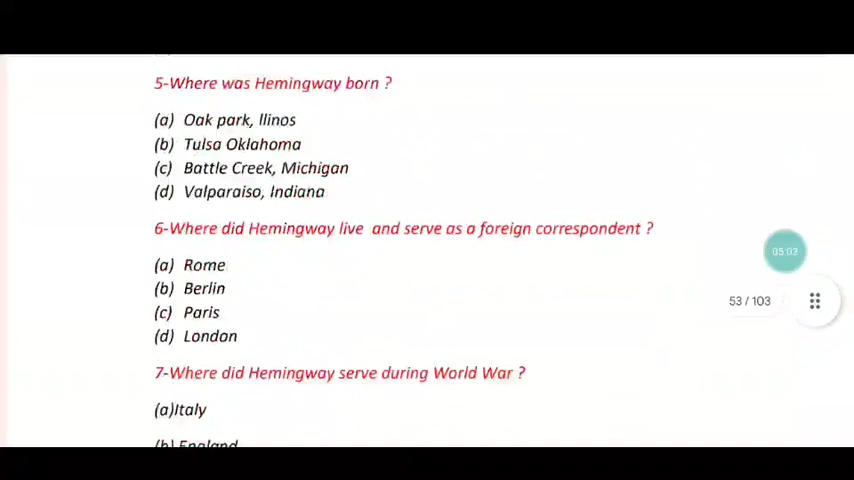 5-Where was Hemingway born ?
(a) Oak park, llinos
(b) Tulsa Oklahoma
(c) Battle Creek, Michigan
(d) Valparaiso, Indiana
6-Where did Hemingway live and serve as a foreign correspondent ?
(a) Rome
(b) Berlin
(c) Paris
(d) London
05:02
53 / 103
7-Where did Hemingway serve during World War ?
(a)Italy
(b) England